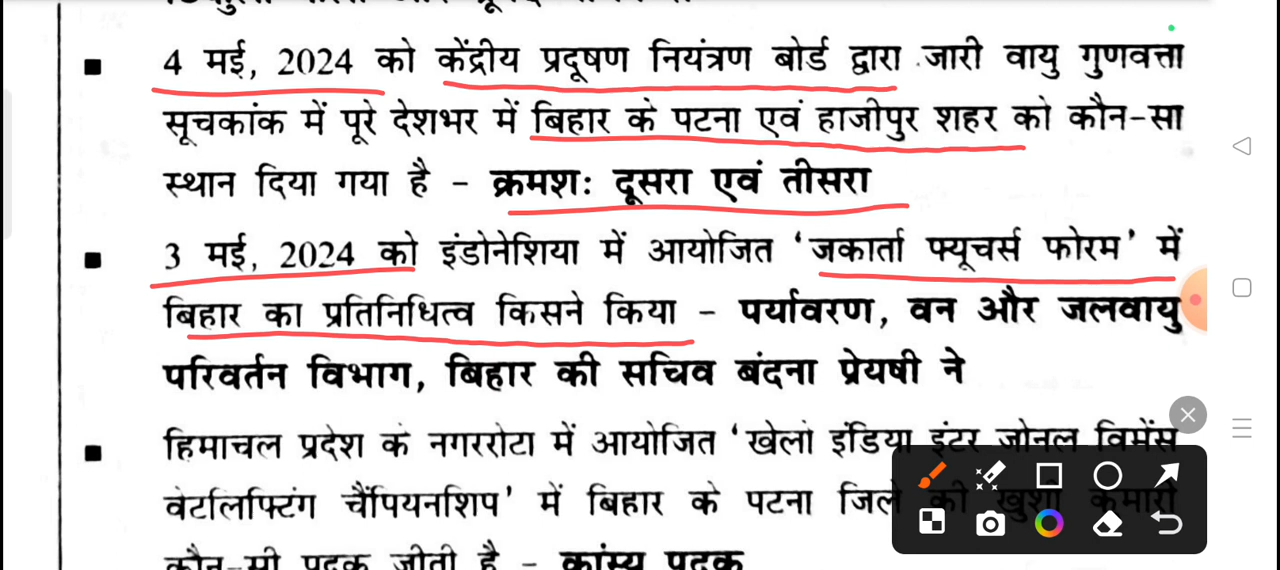 ■ 4 मई, 2024 को केंद्रीय प्रदूषण नियंत्रण बोर्ड द्वारा जारी वायु गुणवत्ता
सूचकांक में पूरे देशभर में बिहार के पटना एवं हाजीपुर शहर को कौन-सा
स्थान दिया गया है - क्रमशः दूसरा एवं तीसरा
■ 3 मई, 2024 को इंडोनेशिया में आयोजित 'जकार्ता फ्यूचर्स फोरम' में
बिहार का प्रतिनिधित्व किसने किया - पर्यावरण, वन और जलवायु
परिवर्तन विभाग, बिहार की सचिव बंदना प्रेयषी ने
■ हिमाचल प्रदेश के नगररोटा में आयोजित 'खेलो इंडिया इंटर जोनल विमेंस
वेटलिफ्टिंग चैंपियनशिप' में बिहार के पटना जिले की खुशी कुमारी
कौन-सी पदक जीती है - कांस्य पदक